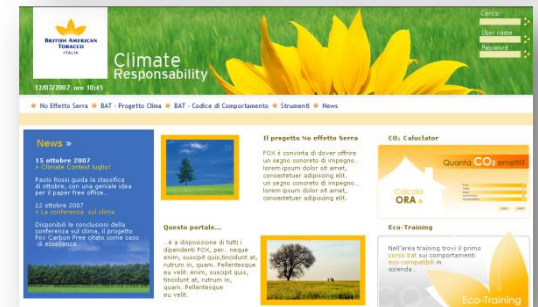 BRITISH AMERICAN
TOBACCO
ITALIA
Climate
Responsability
Cerca
User name
Password
12/02/2007 ore 10:45
No Effetto Serra
BAT - Progetto Clima
BAT - Codice di Comportamento
Strumenti
News
News »
15 ottobre 2007
» Climate Contest luglio!
Paolo Rossi guida la classifica
di ottobre, con una geniale idea
per il paper free office..
12 ottobre 2007
» La conferenza sul clima
Disponibili le conclusioni della
conferenza sul clima, il progetto
Fox Carbon Free citato come caso
di eccellenza..
Questo portale...
..è a disposizione di tutti i
dipendenti FOX, per.. neque
enim, suscipit quis,tincidunt at,
rutrum in, quam. Pellentesque
eu velit. enim, suscipit quis,
tincidunt at, rutrum in,
quam. Pellentesque
eu velit.
Il progetto No effetto Serra
FOX è convinta di dover offrire
un segno concreto di impegno..
lorem ipsum dolor sit amet,
consectetuer adipiscing elit.
un segno concreto di impegno..
lorem ipsum dolor sit amet,
consectetuer adipiscing elit.
CO₂ Caluclator
Quanta CO₂ emetti?
Calcola
ORA »
Eco-Training
Nell'area training trovi il primo
corso bat sui comportamenti
eco-compatibili in
azienda..
Eco-Training